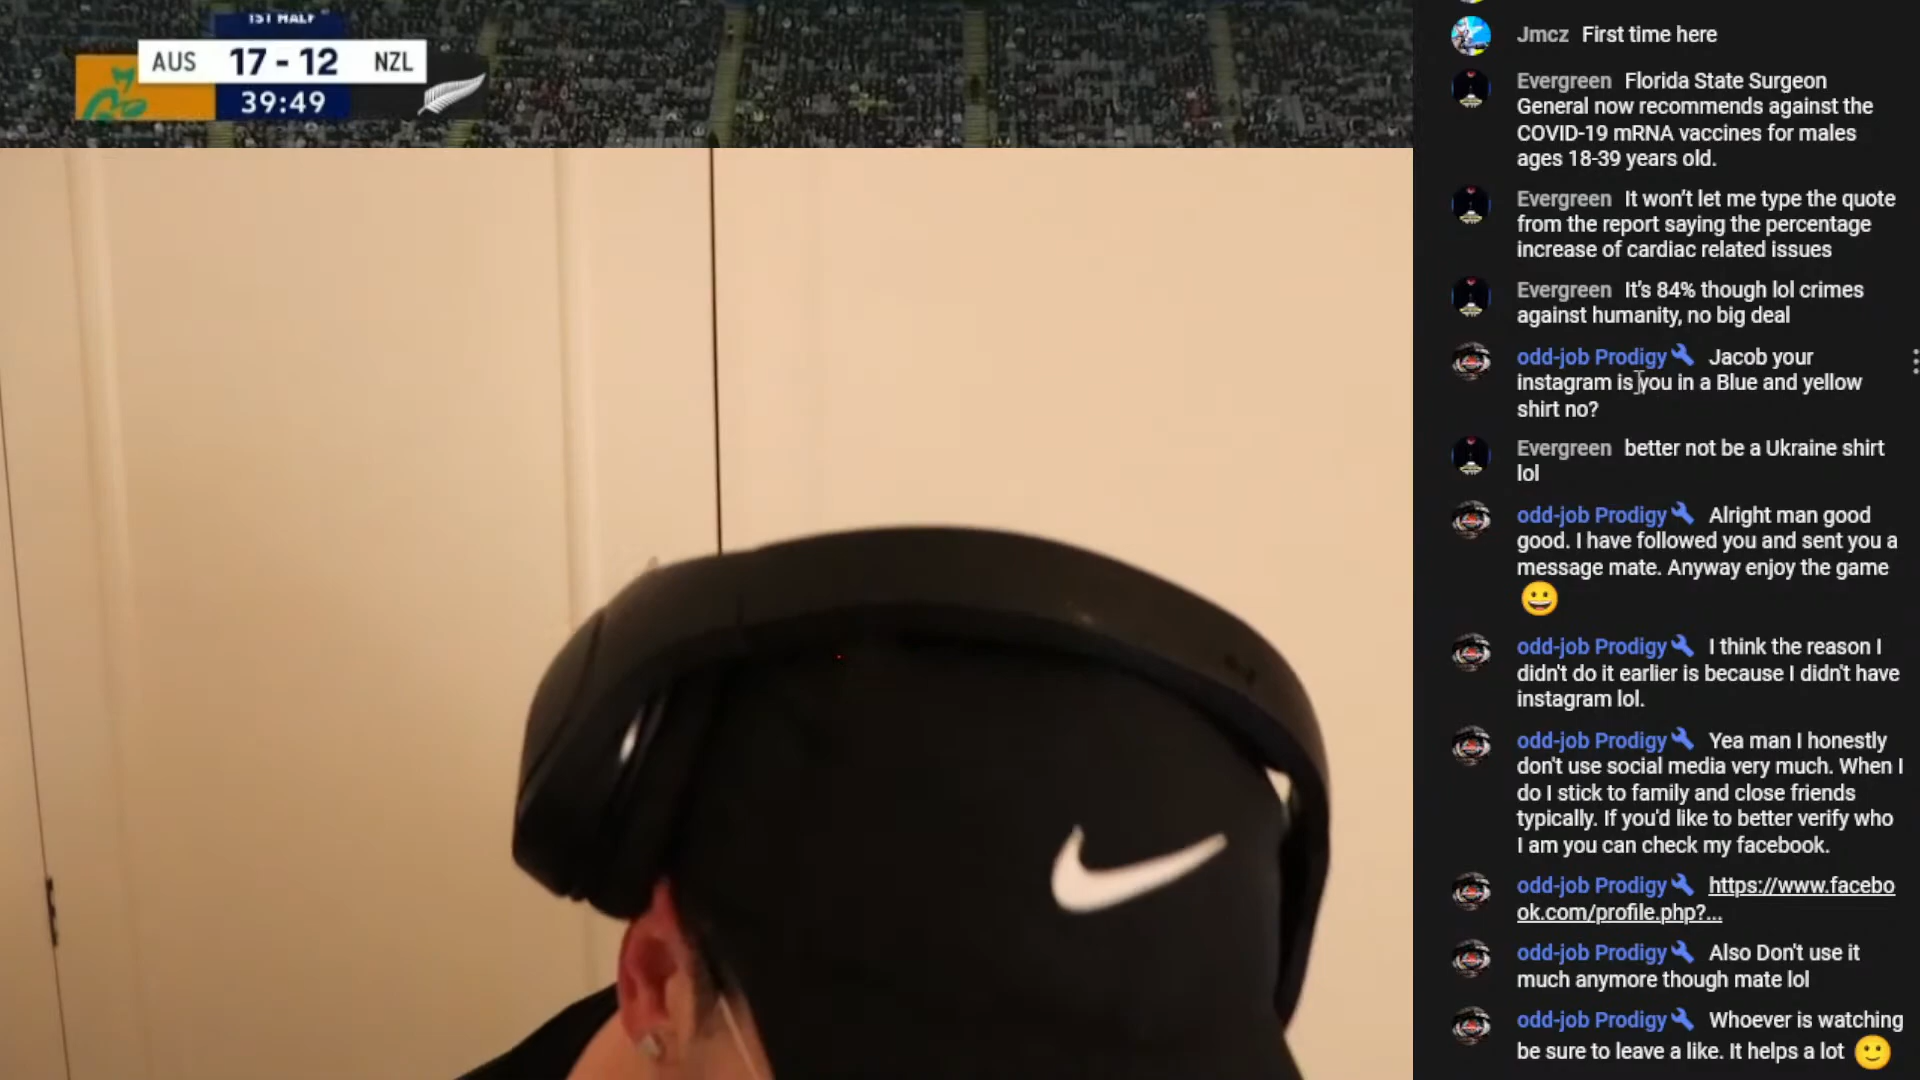 1ST HALF
AUS 17 - 12 NZL
39:49
Jmcz First time here
Evergreen Florida State Surgeon
General now recommends against the
COVID-19 mRNA vaccines for males
ages 18-39 years old.
Evergreen It won't let me type the quote
from the report saying the percentage
increase of cardiac related issues
Evergreen It's 84% though lol crimes
against humanity, no big deal
odd-job Prodigy Jacob your
instagram is you in a Blue and yellow
shirt no?
Evergreen better not be a Ukraine shirt
lol
odd-job Prodigy Alright man good
good. I have followed you and sent you a
message mate. Anyway enjoy the game
odd-job Prodigy I think the reason I
didn't do it earlier is because I didn't have
instagram lol.
odd-job Prodigy Yea man I honestly
don't use social media very much. When I
do I stick to family and close friends
typically. If you'd like to better verify who
I am you can check my facebook.
odd-job Prodigy https://www.facebo
ok.com/profile.php?...
odd-job Prodigy Also Don't use it
much anymore though mate lol
odd-job Prodigy Whoever is watching
be sure to leave a like. It helps a lot